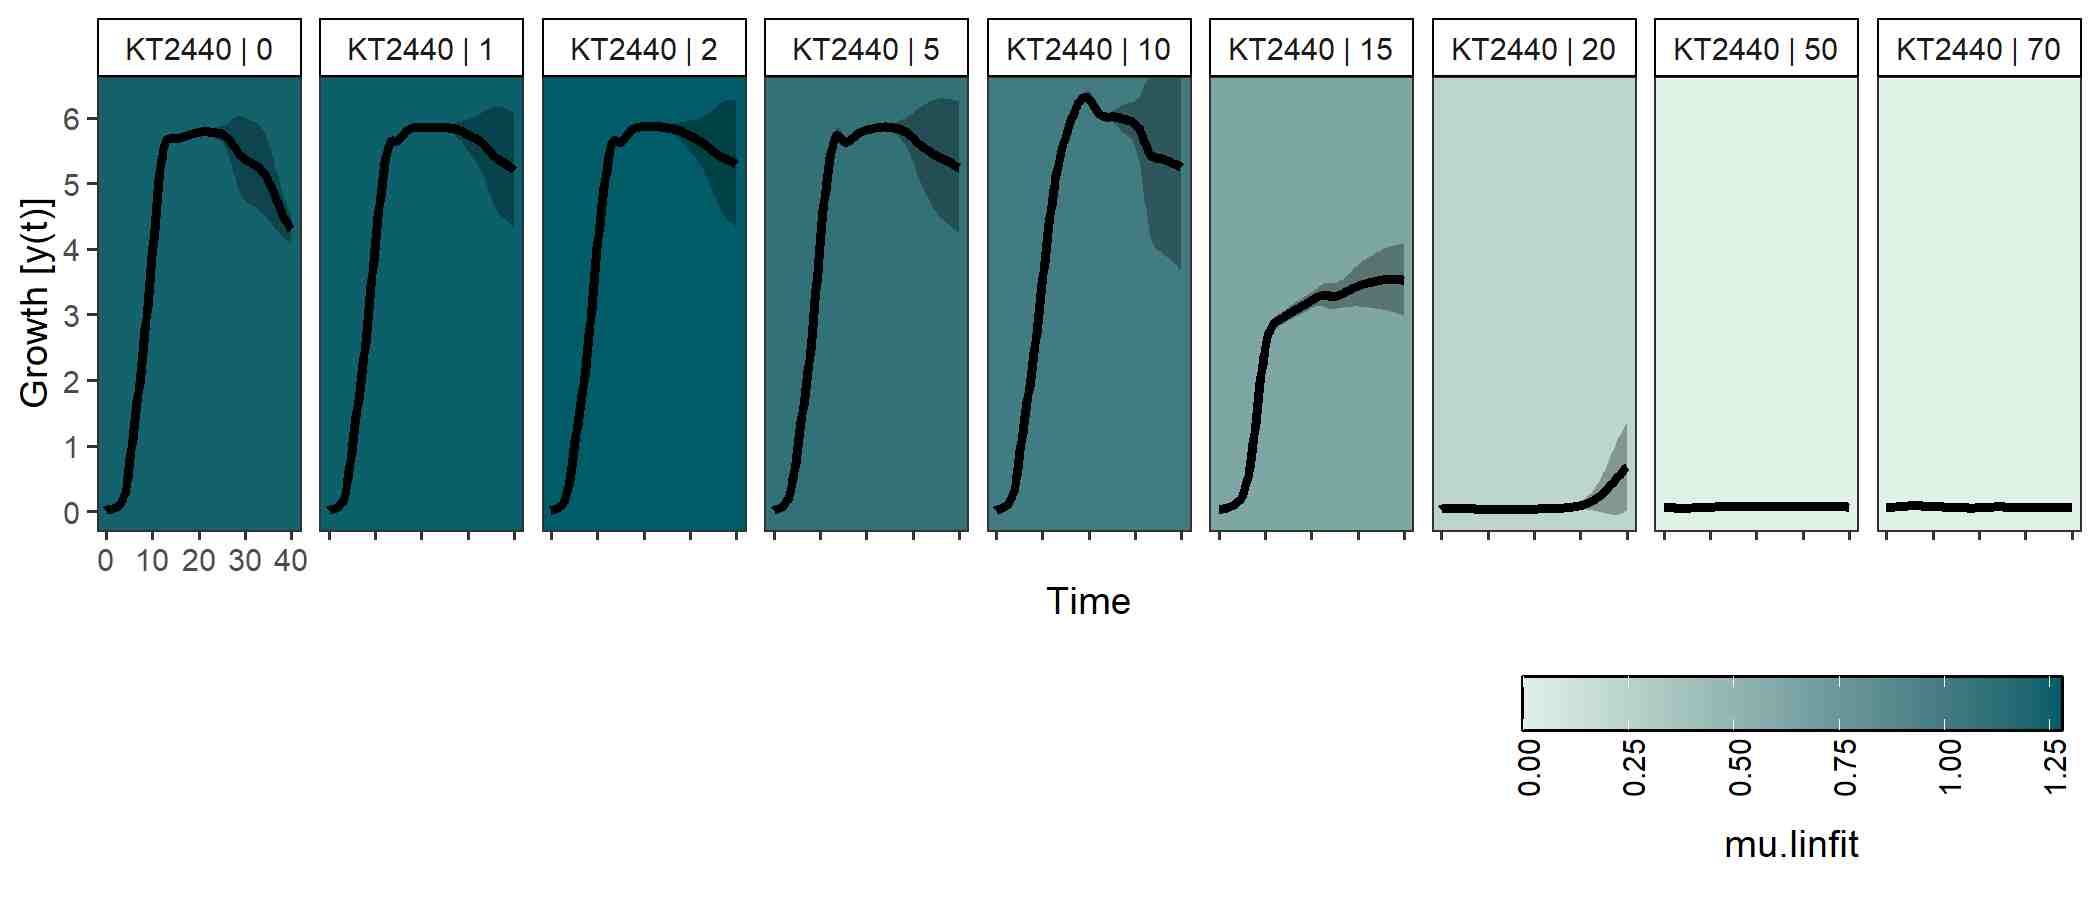 KT2440 | 0
KT2440 | 1
KT2440 | 2
KT2440 | 5
KT2440 | 10
KT2440 | 15
KT2440 | 20
KT2440 | 50
KT2440 | 70
Growth [y(t)]
6
5
4
3
2
1
0
0 10 20 30 40
Time
0.00
0.25
0.50
0.75
1.00
1.25
mu.linfit